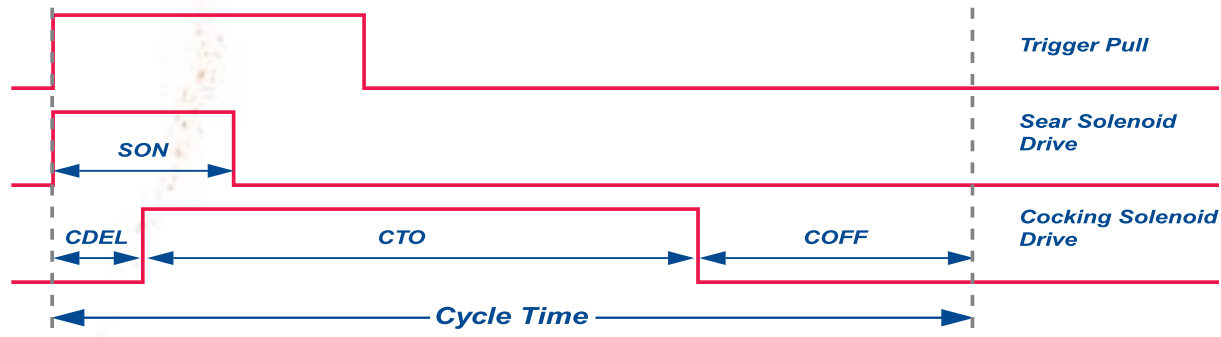 Trigger Pull
Sear Solenoid
Drive
SON
Cocking Solenoid
Drive
CDEL
CTO
COFF
Cycle Time